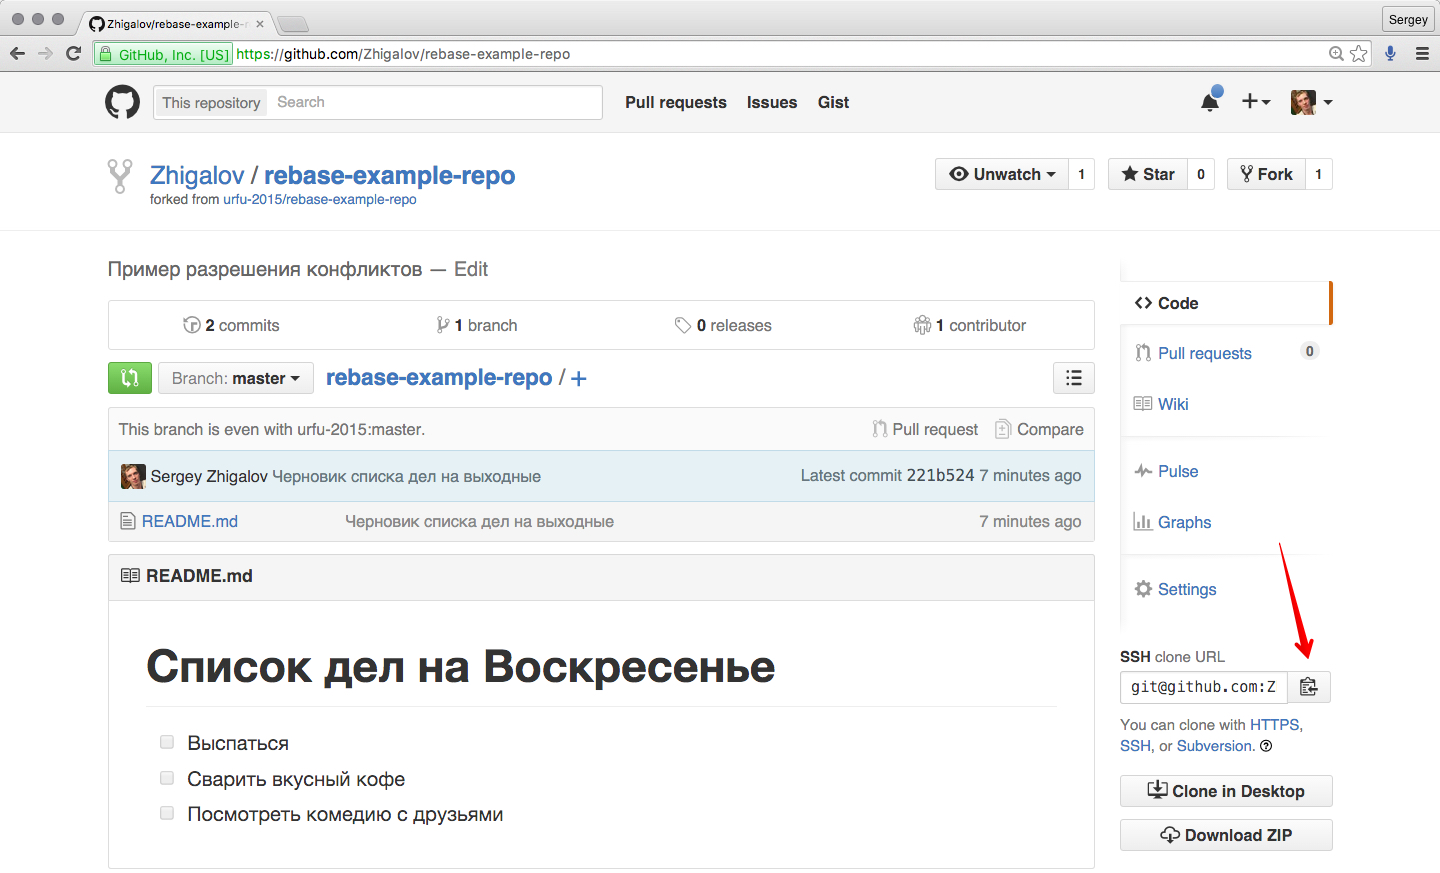 Zhigalov/rebase-example-r
Sergey
GitHub, Inc. [US] https://github.com/Zhigalov/rebase-example-repo
This repository Search Pull requests Issues Gist
Zhigalov / rebase-example-repo
Unwatch 1 Star 0 Fork 1
forked from urfu-2015/rebase-example-repo
Пример разрешения конфликтов — Edit
2 commits 1 branch 0 releases 1 contributor
Branch: master rebase-example-repo / +
This branch is even with urfu-2015:master. Pull request Compare
Sergey Zhigalov Черновик списка дел на выходные Latest commit 221b524 7 minutes ago
README.md Черновик списка дел на выходные 7 minutes ago
README.md
Список дел на Воскресенье
Выспаться
Сварить вкусный кофе
Посмотреть комедию с друзьями
Code
Pull requests 0
Wiki
Pulse
Graphs
Settings
SSH clone URL
git@github.com:Z
You can clone with HTTPS,
SSH, or Subversion.
Clone in Desktop
Download ZIP